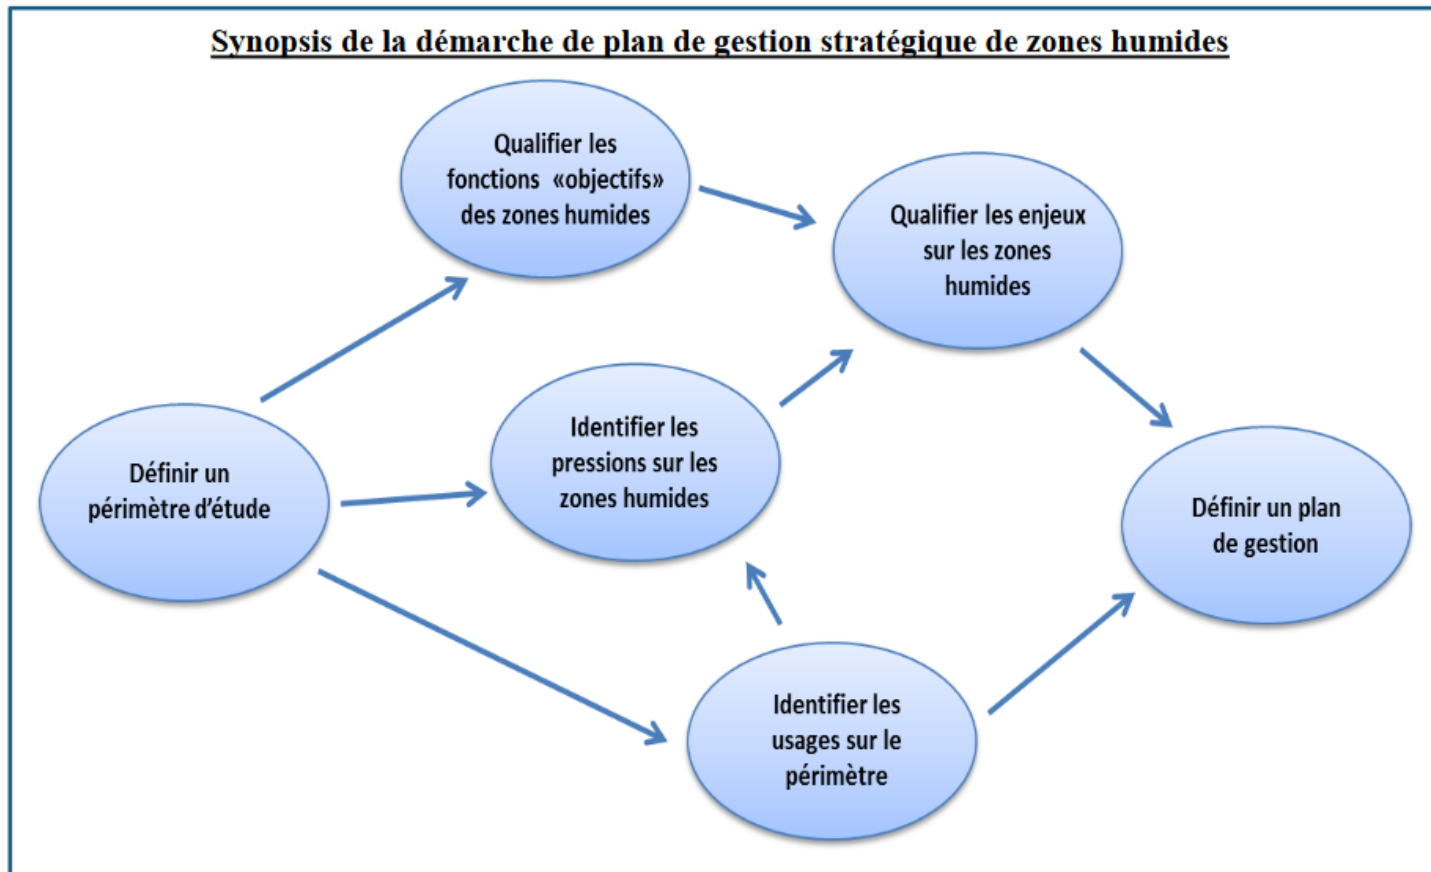 Synopsis de la démarche de plan de gestion stratégique de zones humides
Qualifier les
fonctions «objectifs»
des zones humides
Qualifier les enjeux
sur les zones
humides
Identifier les
pressions sur les
zones humides
Définir un
périmètre d’étude
Définir un plan
de gestion
Identifier les
usages sur le
périmètre